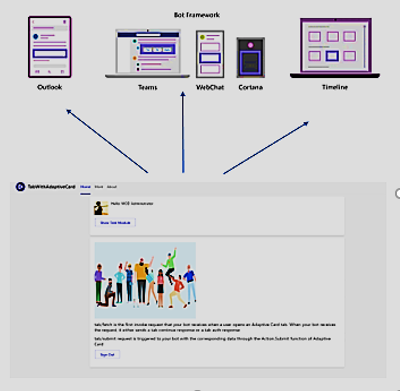 Bot Framework
Outlook
Teams
WebChat
Cortana
Timeline
TabWithAdaptiveCard Home More About
Hello MOD Administrator
Show Task Module
tab/fetch is the first invoke request that your bot receives when a user opens an Adaptive Card tab. When your bot receives
the request, it either sends a tab continue response or a tab auth response
tab/submit request is triggered to your bot with the corresponding data through the Action.Submit function of Adaptive
Card
Sign Out